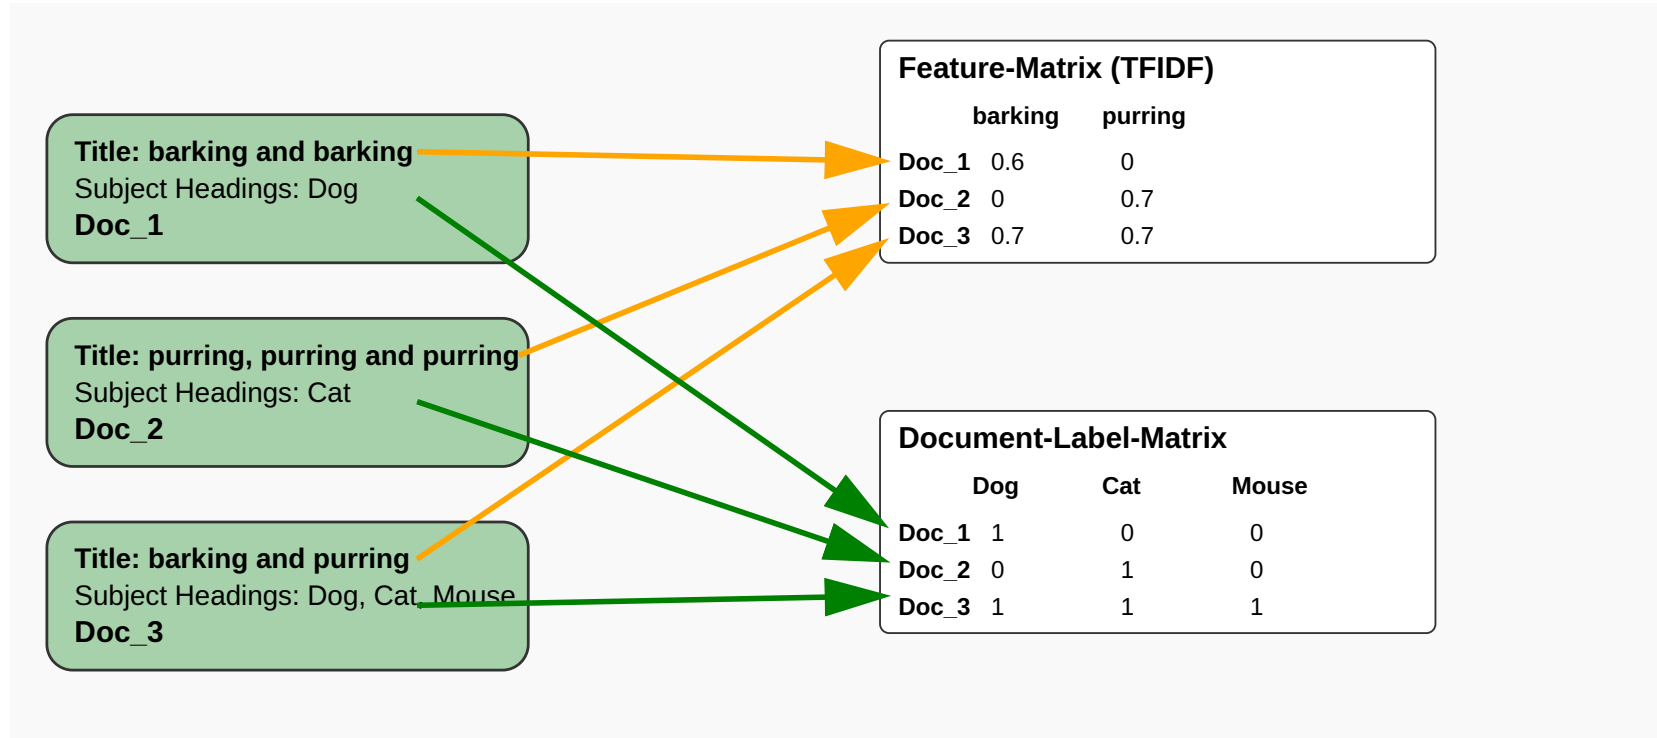 Title: barking and barking
Subject Headings: Dog
Doc_1
Title: purring, purring and purring
Subject Headings: Cat
Doc_2
Title: barking and purring
Subject Headings: Dog, Cat, Mouse
Doc_3
Feature-Matrix (TFIDF)
barking purring
Doc_1 0.6 0
Doc_2 0 0.7
Doc_3 0.7 0.7
Document-Label-Matrix
Dog Cat Mouse
Doc_1 1 0 0
Doc_2 0 1 0
Doc_3 1 1 1